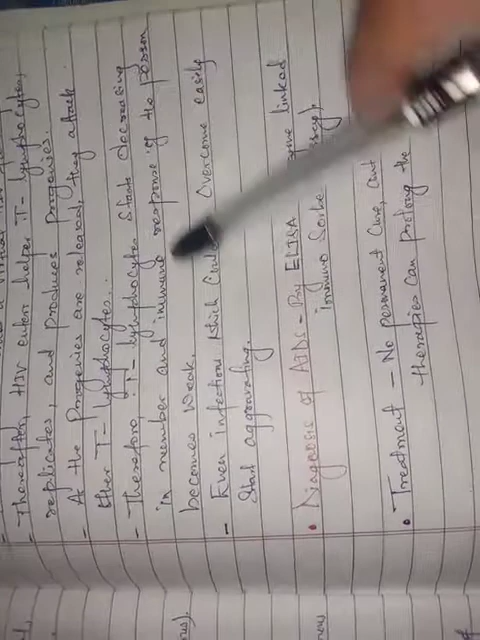 - Thereafter, HIV enters helper T- lymphocytes,
replicates, and produces progenies.
- As the Progenies are released, they attack
other T- lymphocytes..
- Therefore, T- lymphocytes starts decreasing
in number and immune response of the person
becomes weak.
- Even infections which Could Overcome easily
start aggravating.
• Diagnosis of AIDS - By ELISA linked
immuno Sorbe
• Treatment - No permanent Cure, Anti
therapies Can prolong the